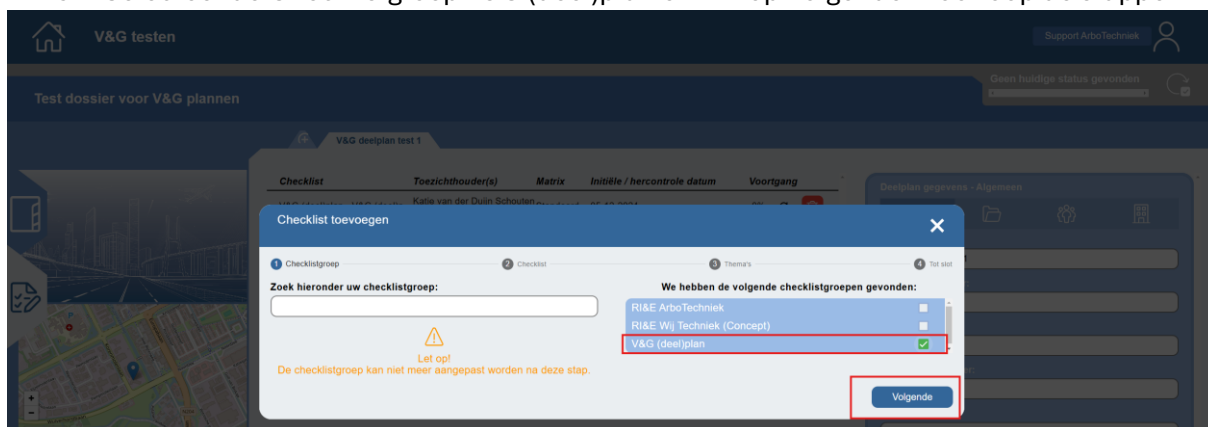 V&G testen
Support ArboTechniek
Geen huidige status gevonden
Test dossier voor V&G plannen
V&G deelplan test 1
Checklist Toezichthouder(s) Matrix Initiële / hercontrole datum Voortgang
Deelplan gegevens - Algemeen
Katie van der Duijn Schouten
Checklist toevoegen
1 Checklistgroep 2 Checklist 3 Thema's 4 Tot slot
Zoek hieronder uw checklistgroep:
We hebben de volgende checklistgroepen gevonden:
RI&E ArboTechniek
RI&E Wij Techniek (Concept)
V&G (deel)plan
Let op!
De checklistgroep kan niet meer aangepast worden na deze stap.
Volgende